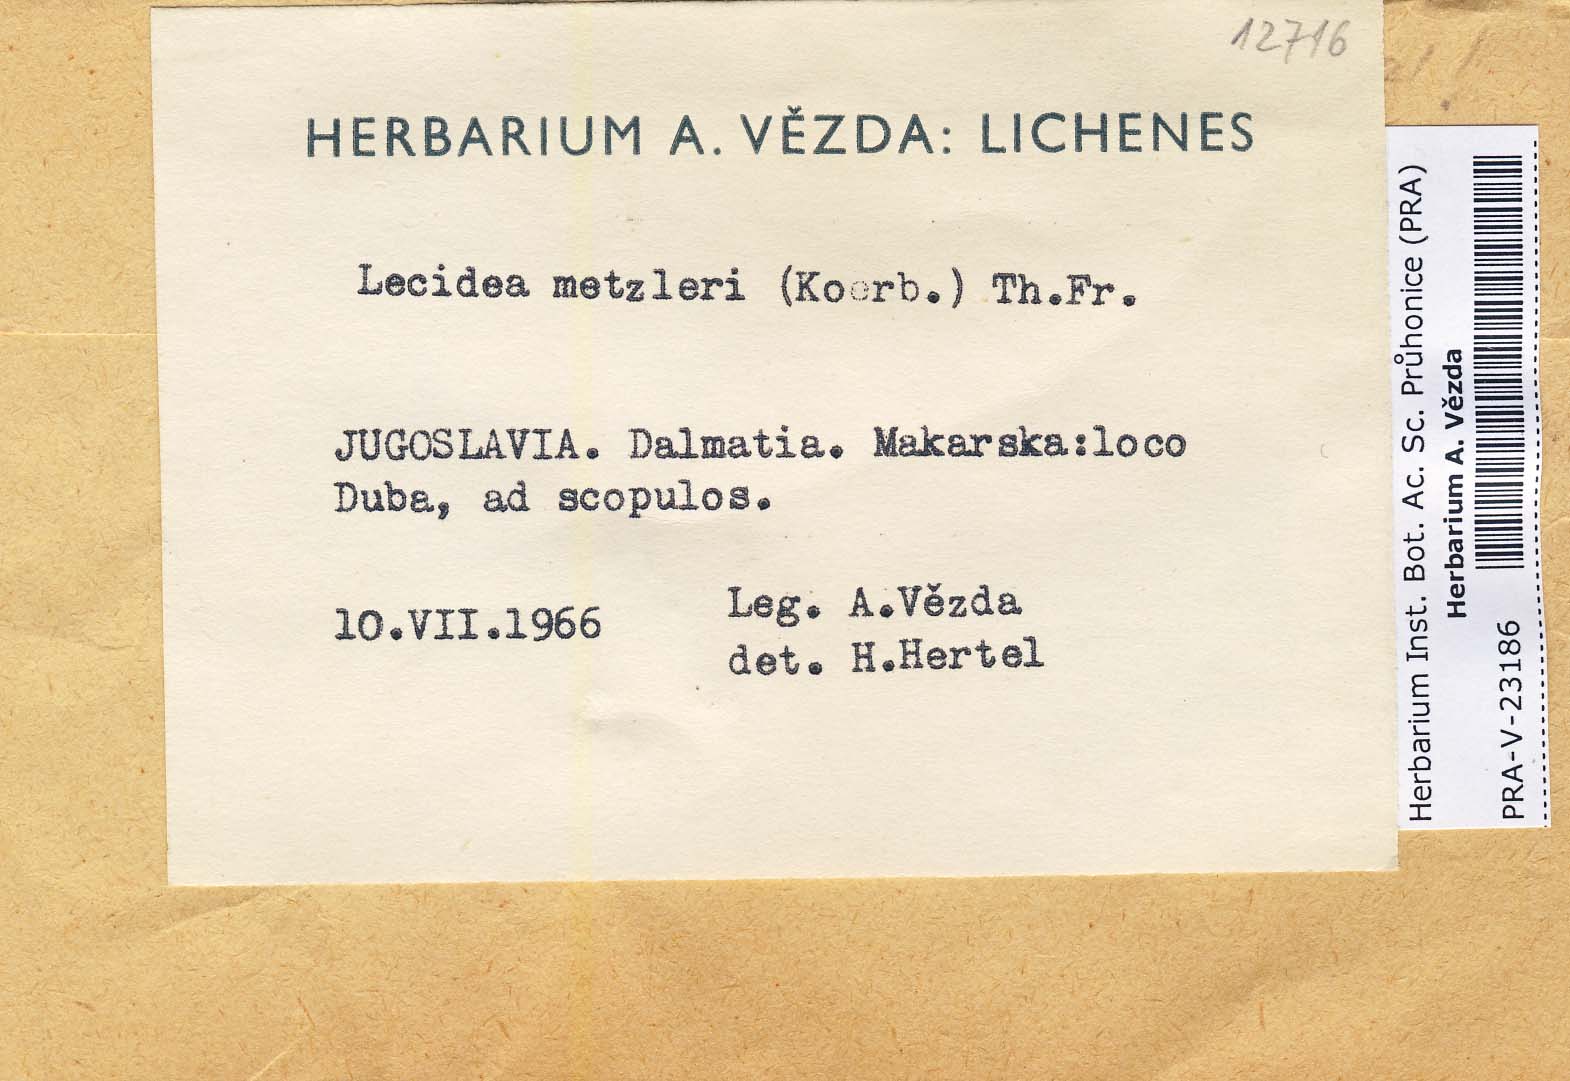 12716
HERBARIUM A. VĚZDA: LICHENES
Lecidea metzleri (Koerb.) Th.Fr.
JUGOSLAVIA. Dalmatia. Makarska:loco
Duba, ad scopulos.
10.VII.1966
Leg. A.Vězda
det. H.Hertel
Herbarium Inst. Bot. Ac. Sc. Průhonice (PRA)
Herbarium A. Vězda
PRA-V-23186